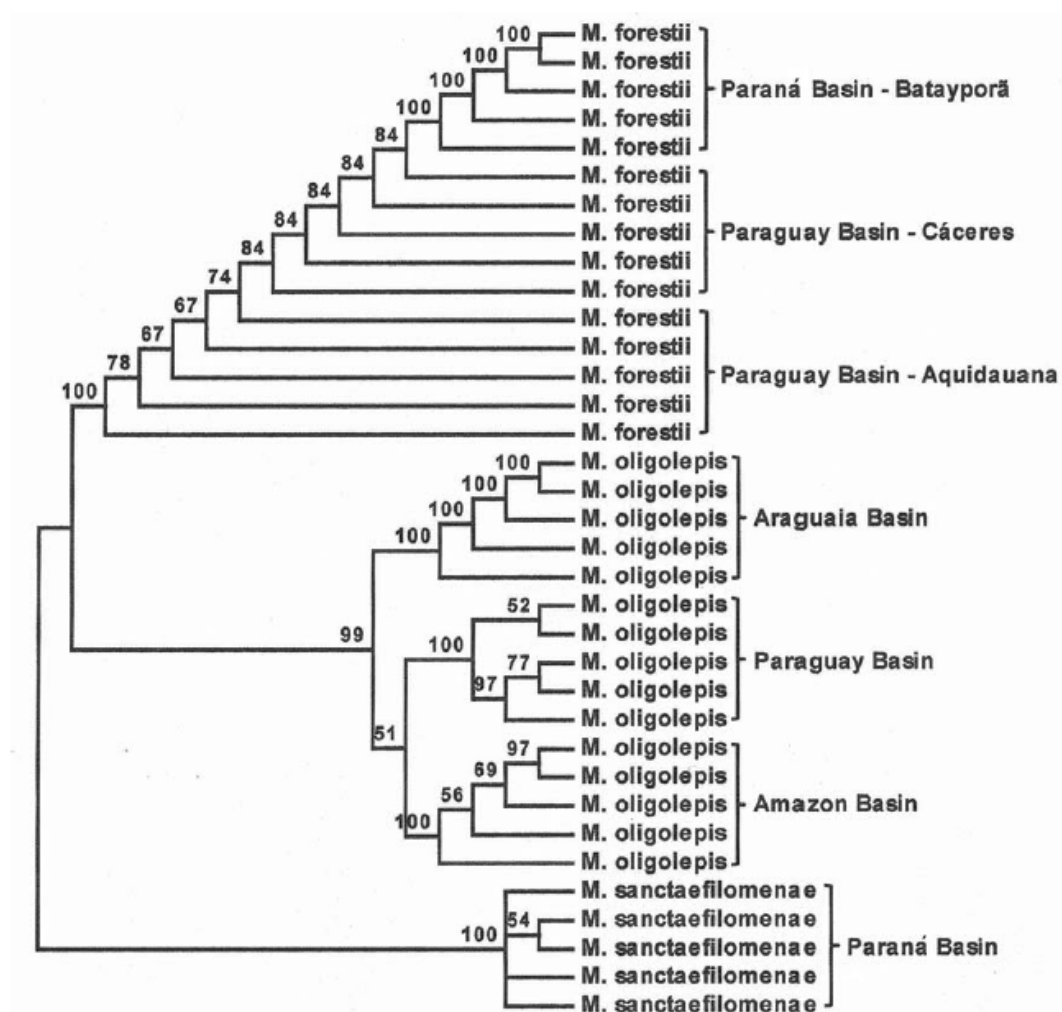 100 M. forestii
100 M. forestii
100 M. forestii Paraná Basin - Batayporã
100 M. forestii
84 M. forestii
84 M. forestii
84 M. forestii
84 M. forestii Paraguay Basin - Cáceres
84 M. forestii
74 M. forestii
67 M. forestii
67 M. forestii
78 M. forestii Paraguay Basin - Aquidauana
100 M. forestii
M. forestii
100 M. oligolepis
100 M. oligolepis
100 M. oligolepis Araguaia Basin
100 M. oligolepis
M. oligolepis
52 M. oligolepis
99 100 M. oligolepis
77 M. oligolepis Paraguay Basin
97 M. oligolepis
M. oligolepis
51 97 M. oligolepis
69 M. oligolepis
56 M. oligolepis Amazon Basin
100 M. oligolepis
M. oligolepis
M. sanctaefilomenae
54 M. sanctaefilomenae
100 M. sanctaefilomenae Paraná Basin
M. sanctaefilomenae
M. sanctaefilomenae